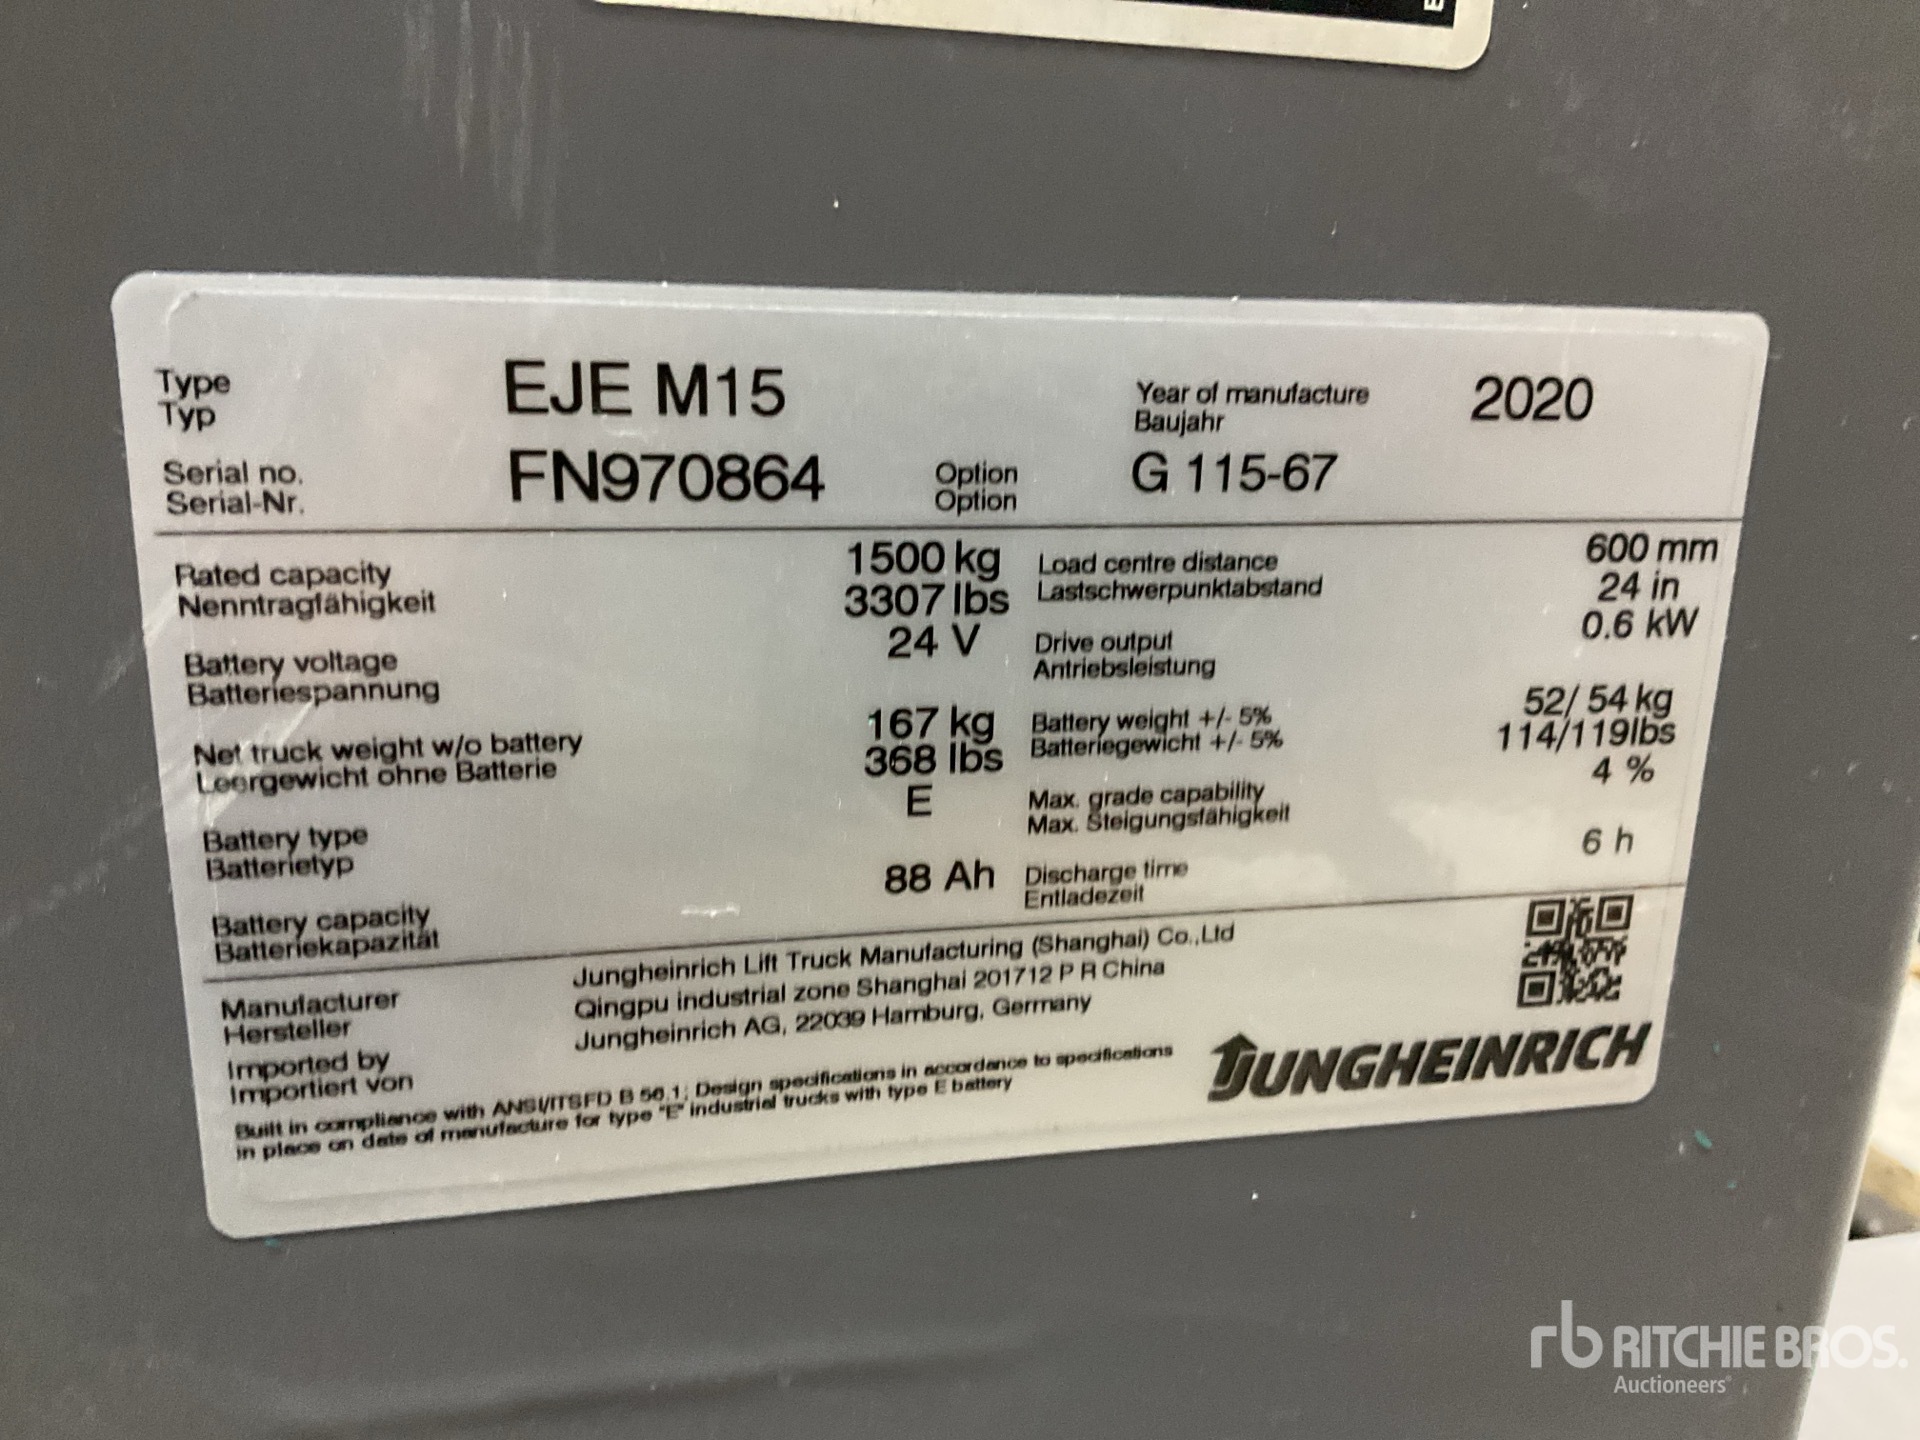 E
Type EJE M15 Year of manufacture 2020
Typ Baujahr
Serial no. FN970864 Option G 115-67
Serial-Nr. Option
Rated capacity 1500 kg Load centre distance 600 mm
Nenntragfähigkeit 3307 lbs Lastschwerpunktabstand 24 in
Battery voltage 24 V Drive output 0.6 kW
Batteriespannung Antriebsleistung
Net truck weight w/o battery 167 kg Battery weight +/- 5% 52/ 54 kg
Leergewicht ohne Batterie 368 lbs Batteriegewicht +/- 5% 114/119lbs
Battery type E Max. grade capability 4 %
Batterietyp Max. Steigungsfähigkeit
Battery capacity 88 Ah Discharge time 6 h
Batteriekapazität Entladezeit
Manufacturer Jungheinrich Lift Truck Manufacturing (Shanghai) Co.,Ltd
Hersteller Qingpu industrial zone Shanghai 201712 P R China
Imported by Jungheinrich AG, 22039 Hamburg, Germany
Importiert von
Built in compliance with ANSI/ITSFD B 56.1; Design specifications in accordance to specifications
in place on date of manufacture for type "E" industrial trucks with type E battery
JUNGHEINRICH
rb RITCHIE BROS.
Auctioneers